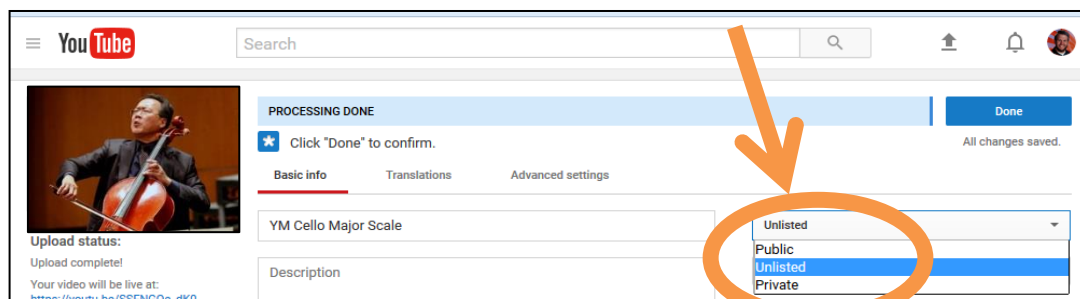 YouTube
Search
PROCESSING DONE
Done
Click "Done" to confirm.
All changes saved.
Basic info Translations Advanced settings
YM Cello Major Scale
Unlisted
Upload status:
Public
Upload complete!
Description
Unlisted
Your video will be live at:
Private